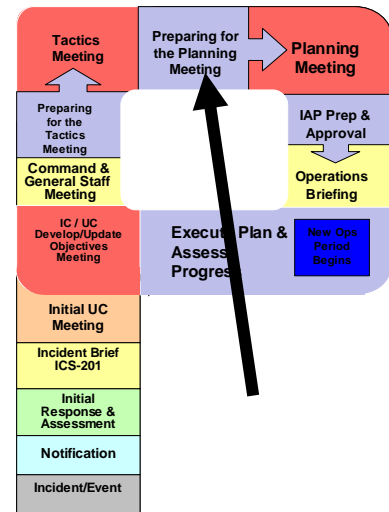 Tactics
Meeting
Preparing for
the Planning
Meeting
Planning
Meeting
Preparing
for the
Tactics
Meeting
IAP Prep &
Approval
Command &
General Staff
Meeting
Operations
Briefing
IC / UC
Develop/Update
Objectives
Meeting
Execute Plan &
Assess
Progress
New Ops
Period
Begins
Initial UC
Meeting
Incident Brief
ICS-201
Initial
Response &
Assessment
Notification
Incident/Event